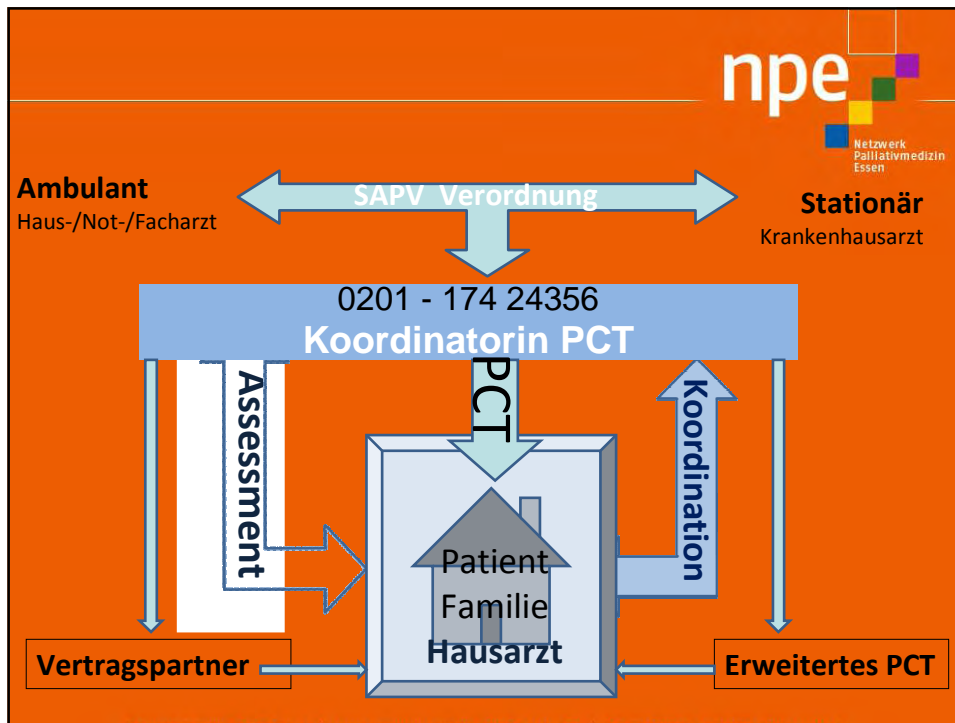 npe
Netzwerk
Palliativmedizin
Essen
Ambulant
Haus-/Not-/Facharzt
SAPV Verordnung
Stationär
Krankenhausarzt
0201 - 174 24356
Koordinatorin PCT
Assessment
PCT
Koordination
Patient
Familie
Hausarzt
Vertragspartner
Erweitertes PCT